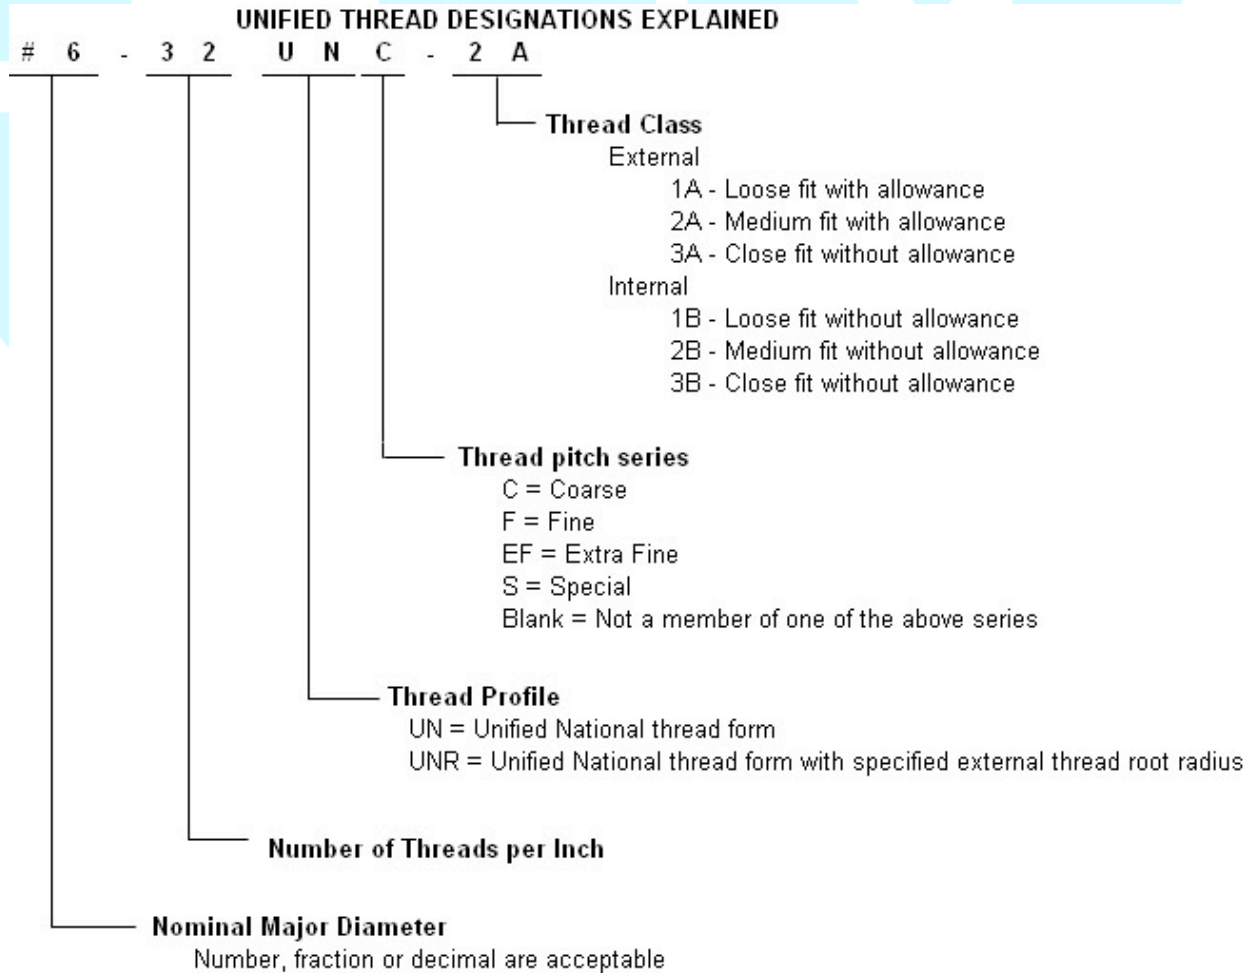 UNIFIED THREAD DESIGNATIONS EXPLAINED
# 6 - 3 2 U N C - 2 A
Thread Class
External
1A - Loose fit with allowance
2A - Medium fit with allowance
3A - Close fit without allowance
Internal
1B - Loose fit without allowance
2B - Medium fit without allowance
3B - Close fit without allowance
Thread pitch series
C = Coarse
F = Fine
EF = Extra Fine
S = Special
Blank = Not a member of one of the above series
Thread Profile
UN = Unified National thread form
UNR = Unified National thread form with specified external thread root radius
Number of Threads per Inch
Nominal Major Diameter
Number, fraction or decimal are acceptable